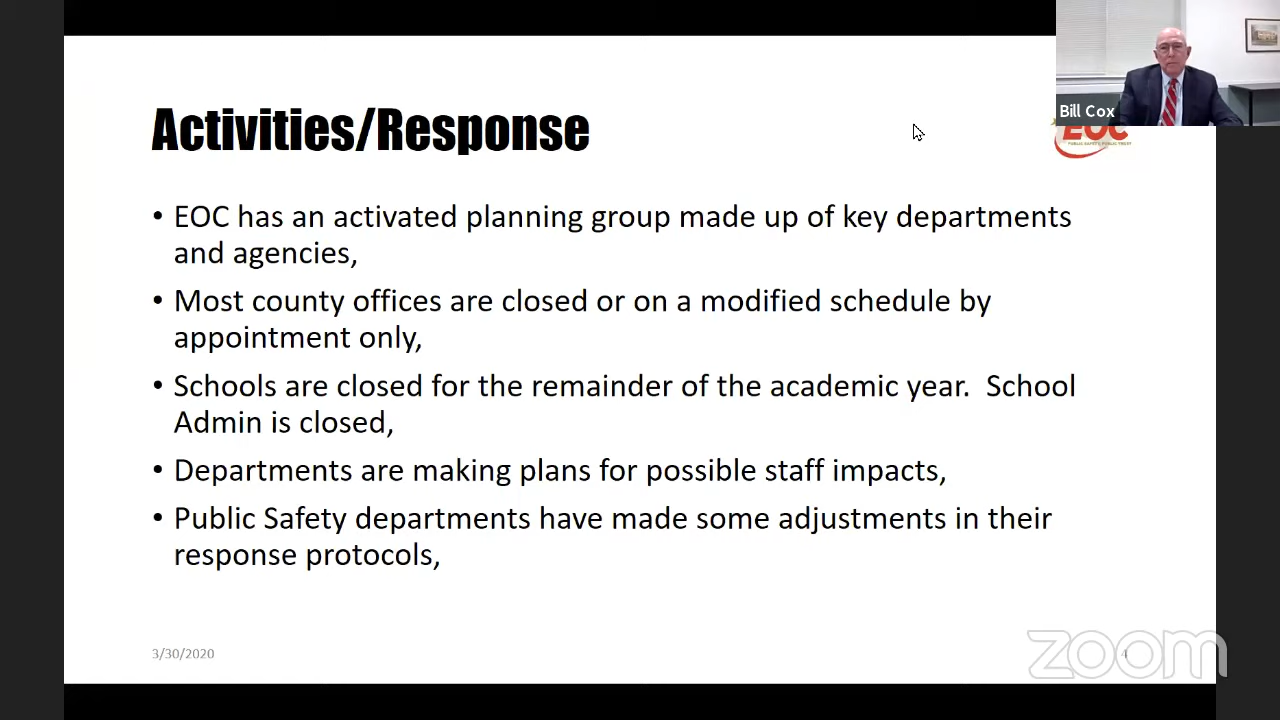 Bill Cox
EOC
Activities/Response
• EOC has an activated planning group made up of key departments
and agencies,
• Most county offices are closed or on a modified schedule by
appointment only,
• Schools are closed for the remainder of the academic year.  School
Admin is closed,
• Departments are making plans for possible staff impacts,
• Public Safety departments have made some adjustments in their
response protocols,
3/30/2020
4
zoom